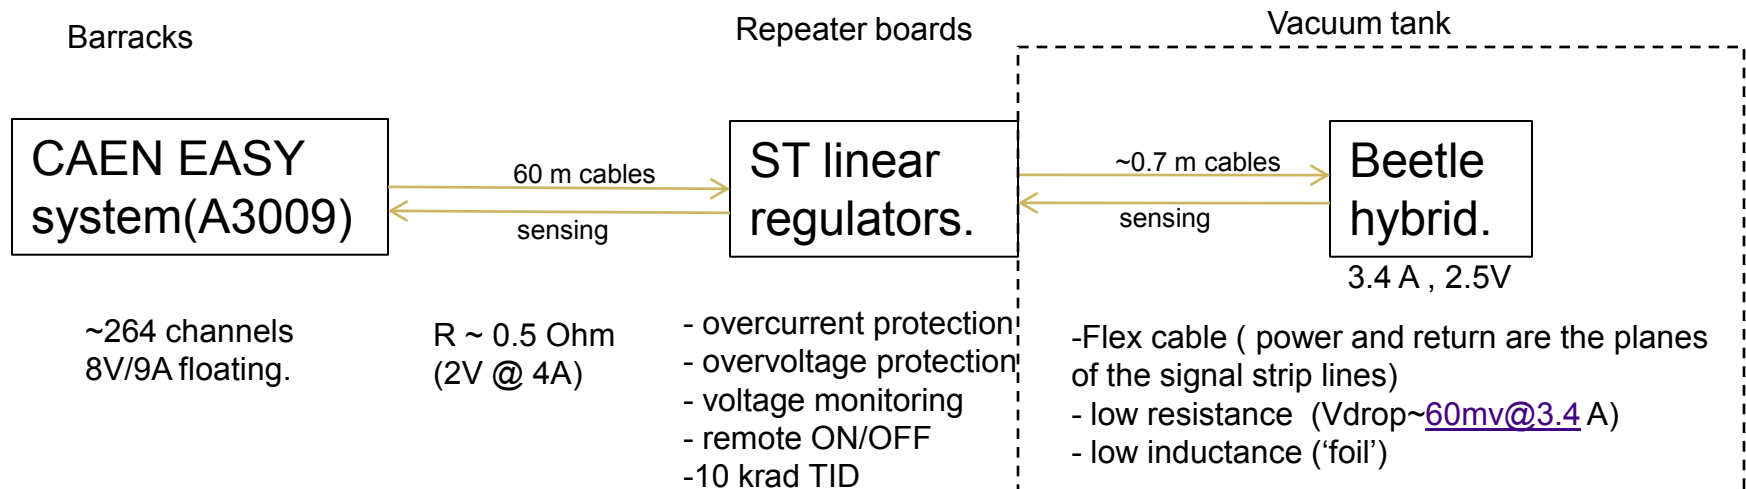 Barracks
Repeater boards
Vacuum tank
CAEN EASY
system(A3009)
60 m cables
sensing
ST linear
regulators.
~0.7 m cables
sensing
Beetle
hybrid.
3.4 A , 2.5V
~264 channels
8V/9A floating.
R ~ 0.5 Ohm
(2V @ 4A)
- overcurrent protection
- overvoltage protection
- voltage monitoring
- remote ON/OFF
-10 krad TID
-Flex cable ( power and return are the planes
of the signal strip lines)
- low resistance  (Vdrop~60mv@3.4 A)
- low inductance (‘foil’)